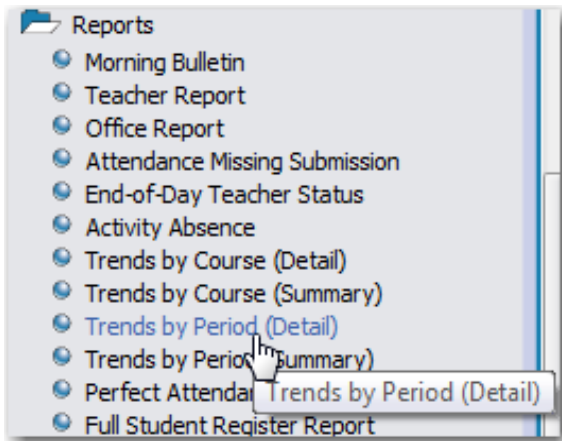 Reports
Morning Bulletin
Teacher Report
Office Report
Attendance Missing Submission
End-of-Day Teacher Status
Activity Absence
Trends by Course (Detail)
Trends by Course (Summary)
Trends by Period (Detail)
Trends by Period (Summary)
Perfect Trends by Period (Detail)
Full Student Register Report